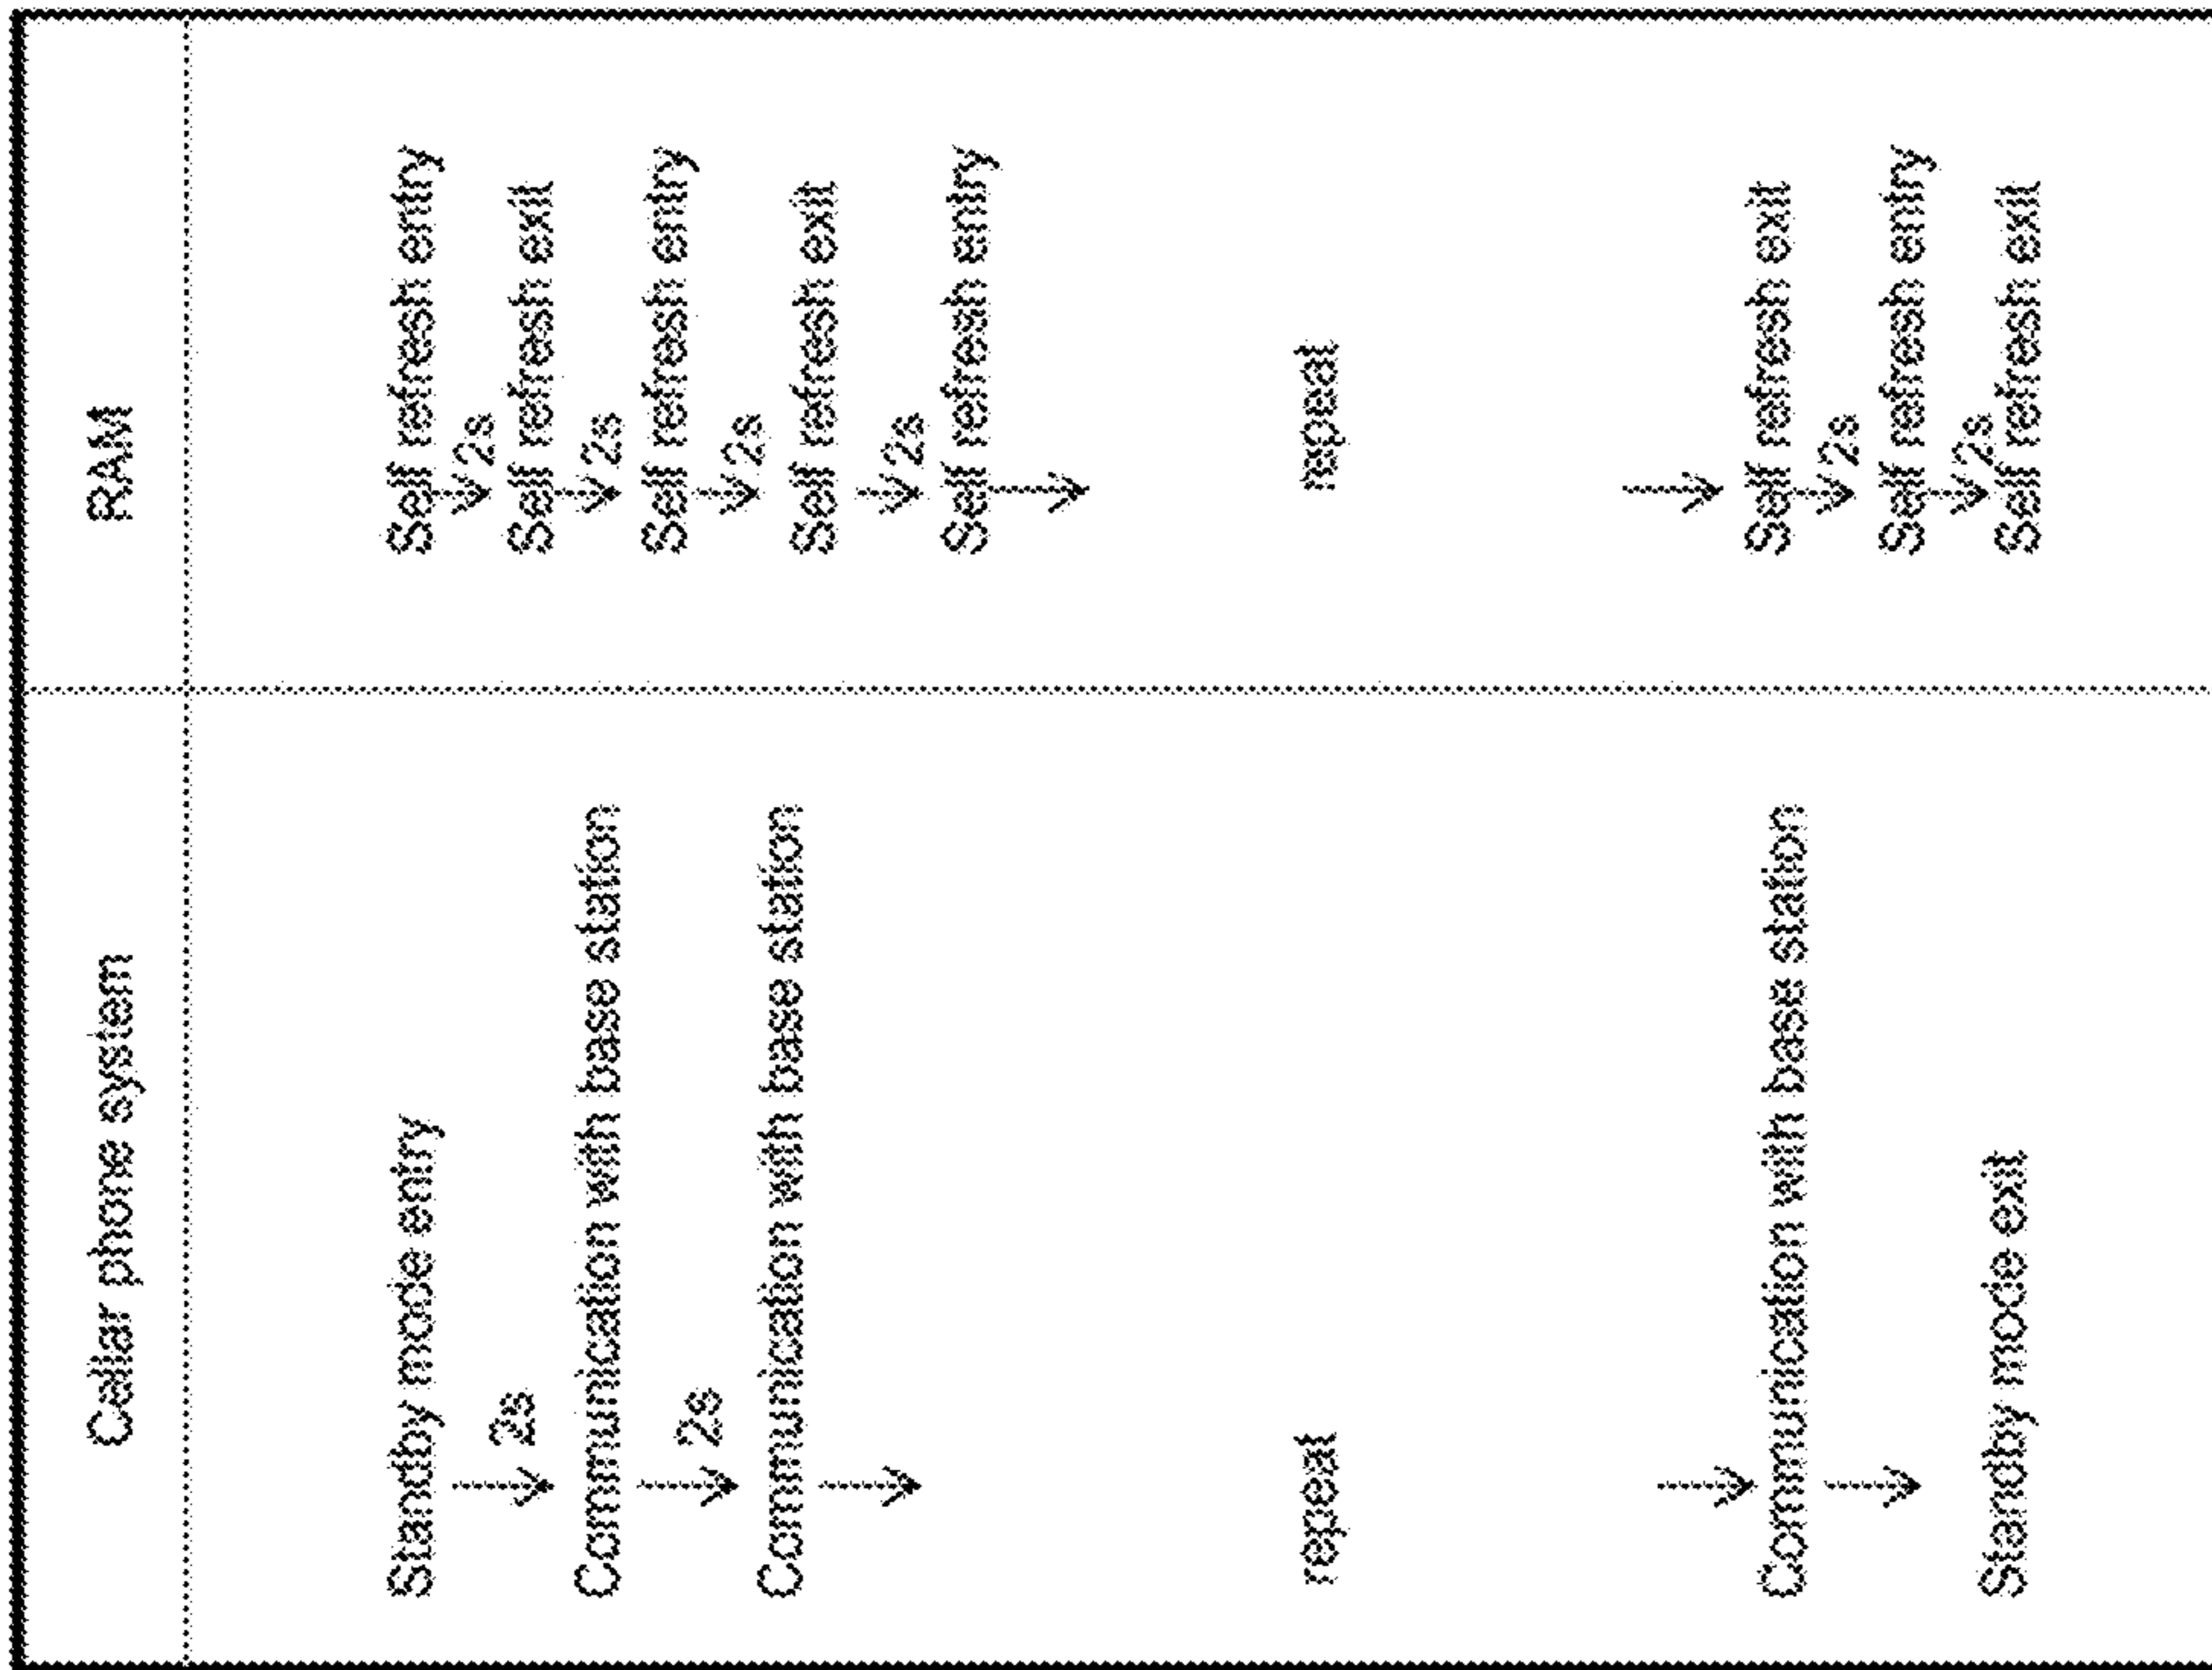 Cellar phone system
Standby mode entry
2s
Communication with base station
2s
Communication with base station
repeat
Communication with base station
Standby mode exit
RAM
Self refresh entry
2s
Self refresh exit
2s
Self refresh entry
2s
Self refresh exit
2s
Self refresh entry
repeat
Self refresh exit
2s
Self refresh entry
2s
Self refresh exit